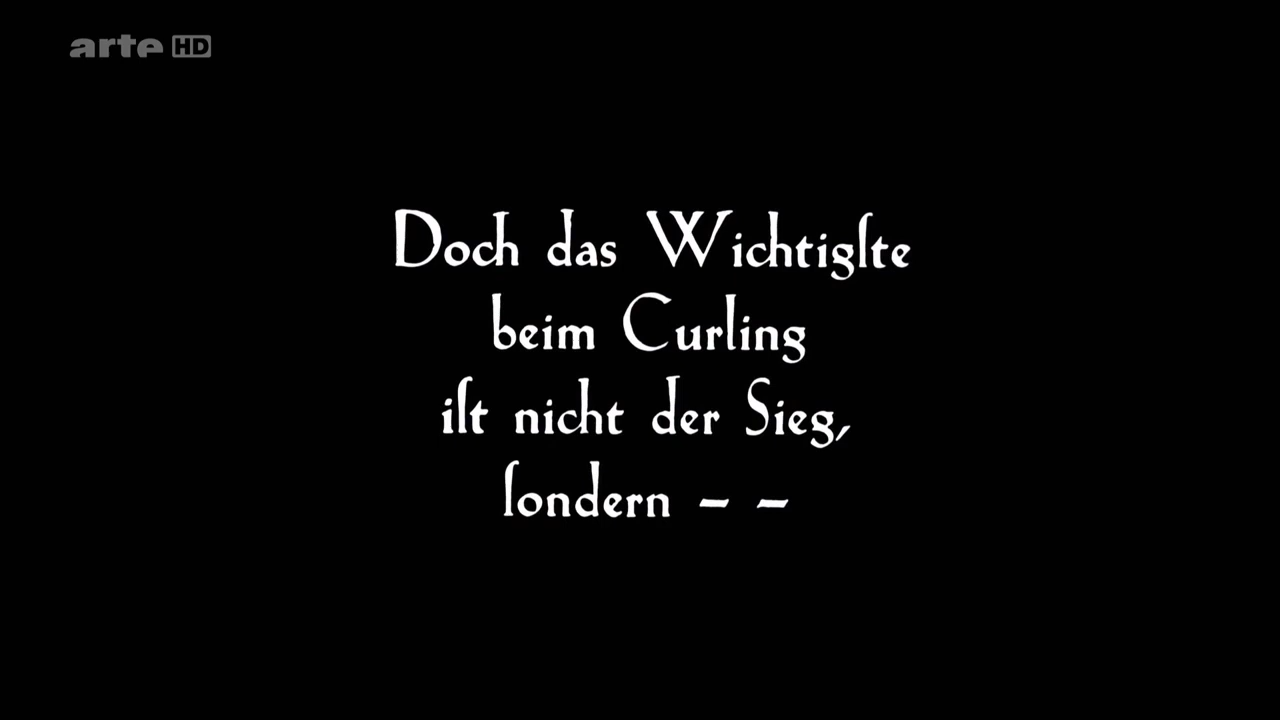 arte HD
Doch das Wichtigſte
beim Curling
iſt nicht der Sieg,
ſondern – –